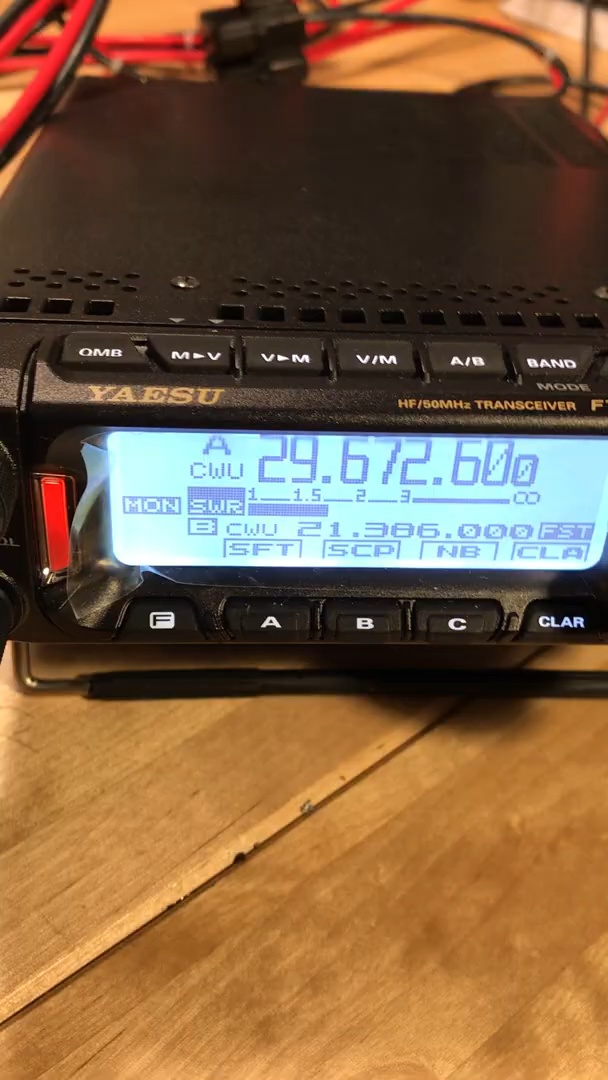 QMB M►V V►M V/M A/B BAND
MODE
YAESU HF/50MHz TRANSCEIVER F
A
CWU 29.672.600
MON SWR 1 1.5 2 3 ∞
B CWU 21.386.000 FST
SFT SCP NB CLA
F A B C CLAR